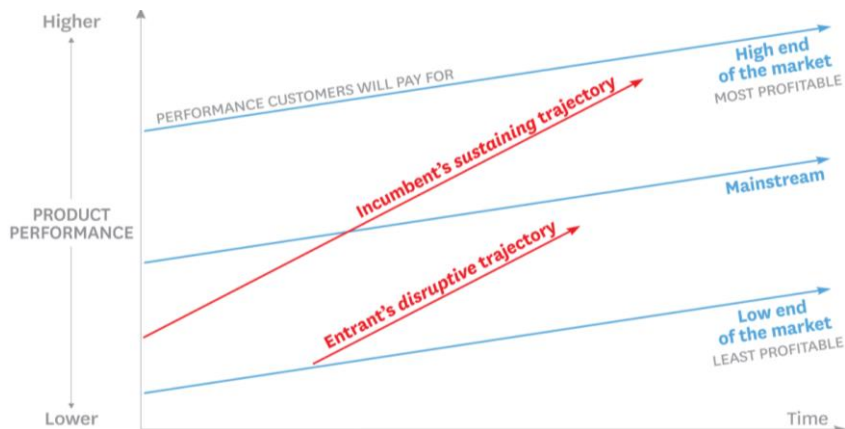 Higher
PERFORMANCE CUSTOMERS WILL PAY FOR
High end
of the market
MOST PROFITABLE
Incumbent's sustaining trajectory
Mainstream
PRODUCT
PERFORMANCE
Entrant's disruptive trajectory
Low end
of the market
LEAST PROFITABLE
Lower
Time